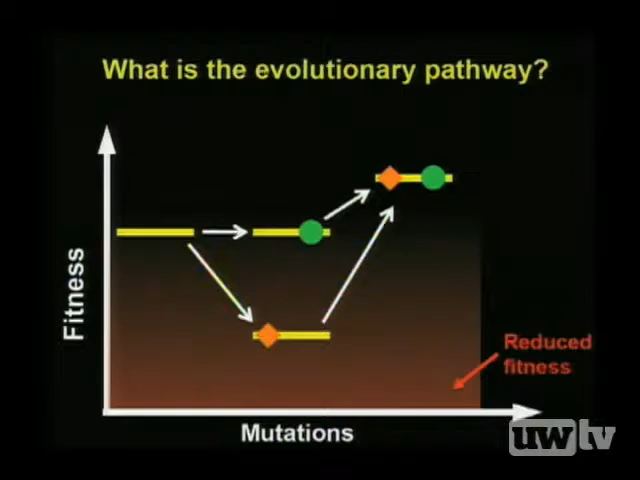 What is the evolutionary pathway?
Fitness
Reduced
fitness
Mutations
uwtv